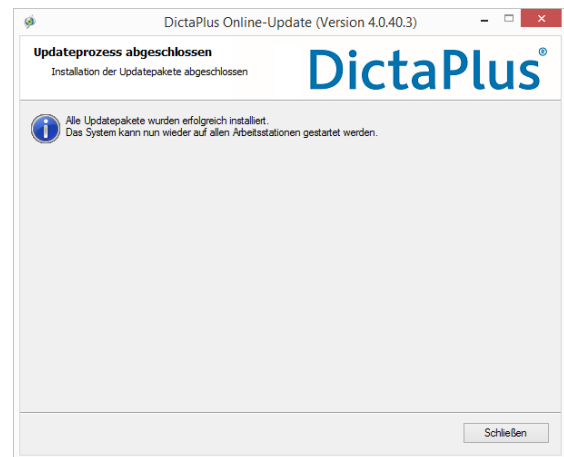 DictaPlus Online-Update (Version 4.0.40.3)
Updateprozess abgeschlossen
Installation der Updatepakete abgeschlossen
DictaPlus®
Alle Updatepakete wurden erfolgreich installiert.
Das System kann nun wieder auf allen Arbeitsstationen gestartet werden.
Schließen